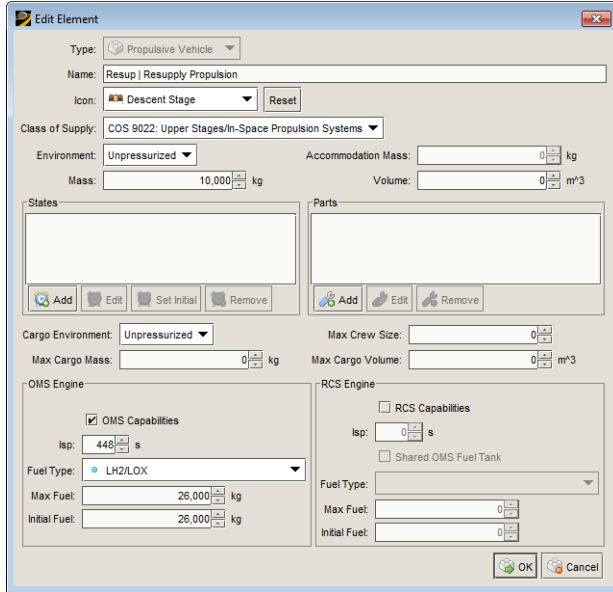 Edit Element
Type: Propulsive Vehicle
Name: Resup | Resupply Propulsion
Icon: Descent Stage Reset
Class of Supply: COS 9022: Upper Stages/In-Space Propulsion Systems
Environment: Unpressurized Accommodation Mass: 0 kg
Mass: 10,000 kg Volume: 0 m^3
States Parts
Add Edit Set Initial Remove Add Edit Remove
Cargo Environment: Unpressurized Max Crew Size: 0
Max Cargo Mass: 0 kg Max Cargo Volume: 0 m^3
OMS Engine
OMS Capabilities
Isp: 448 s
Fuel Type: LH2/LOX
Max Fuel: 26,000 kg
Initial Fuel: 26,000 kg
RCS Engine
RCS Capabilities
Isp: 0 s
Shared OMS Fuel Tank
Fuel Type:
Max Fuel: 0
Initial Fuel: 0
OK Cancel